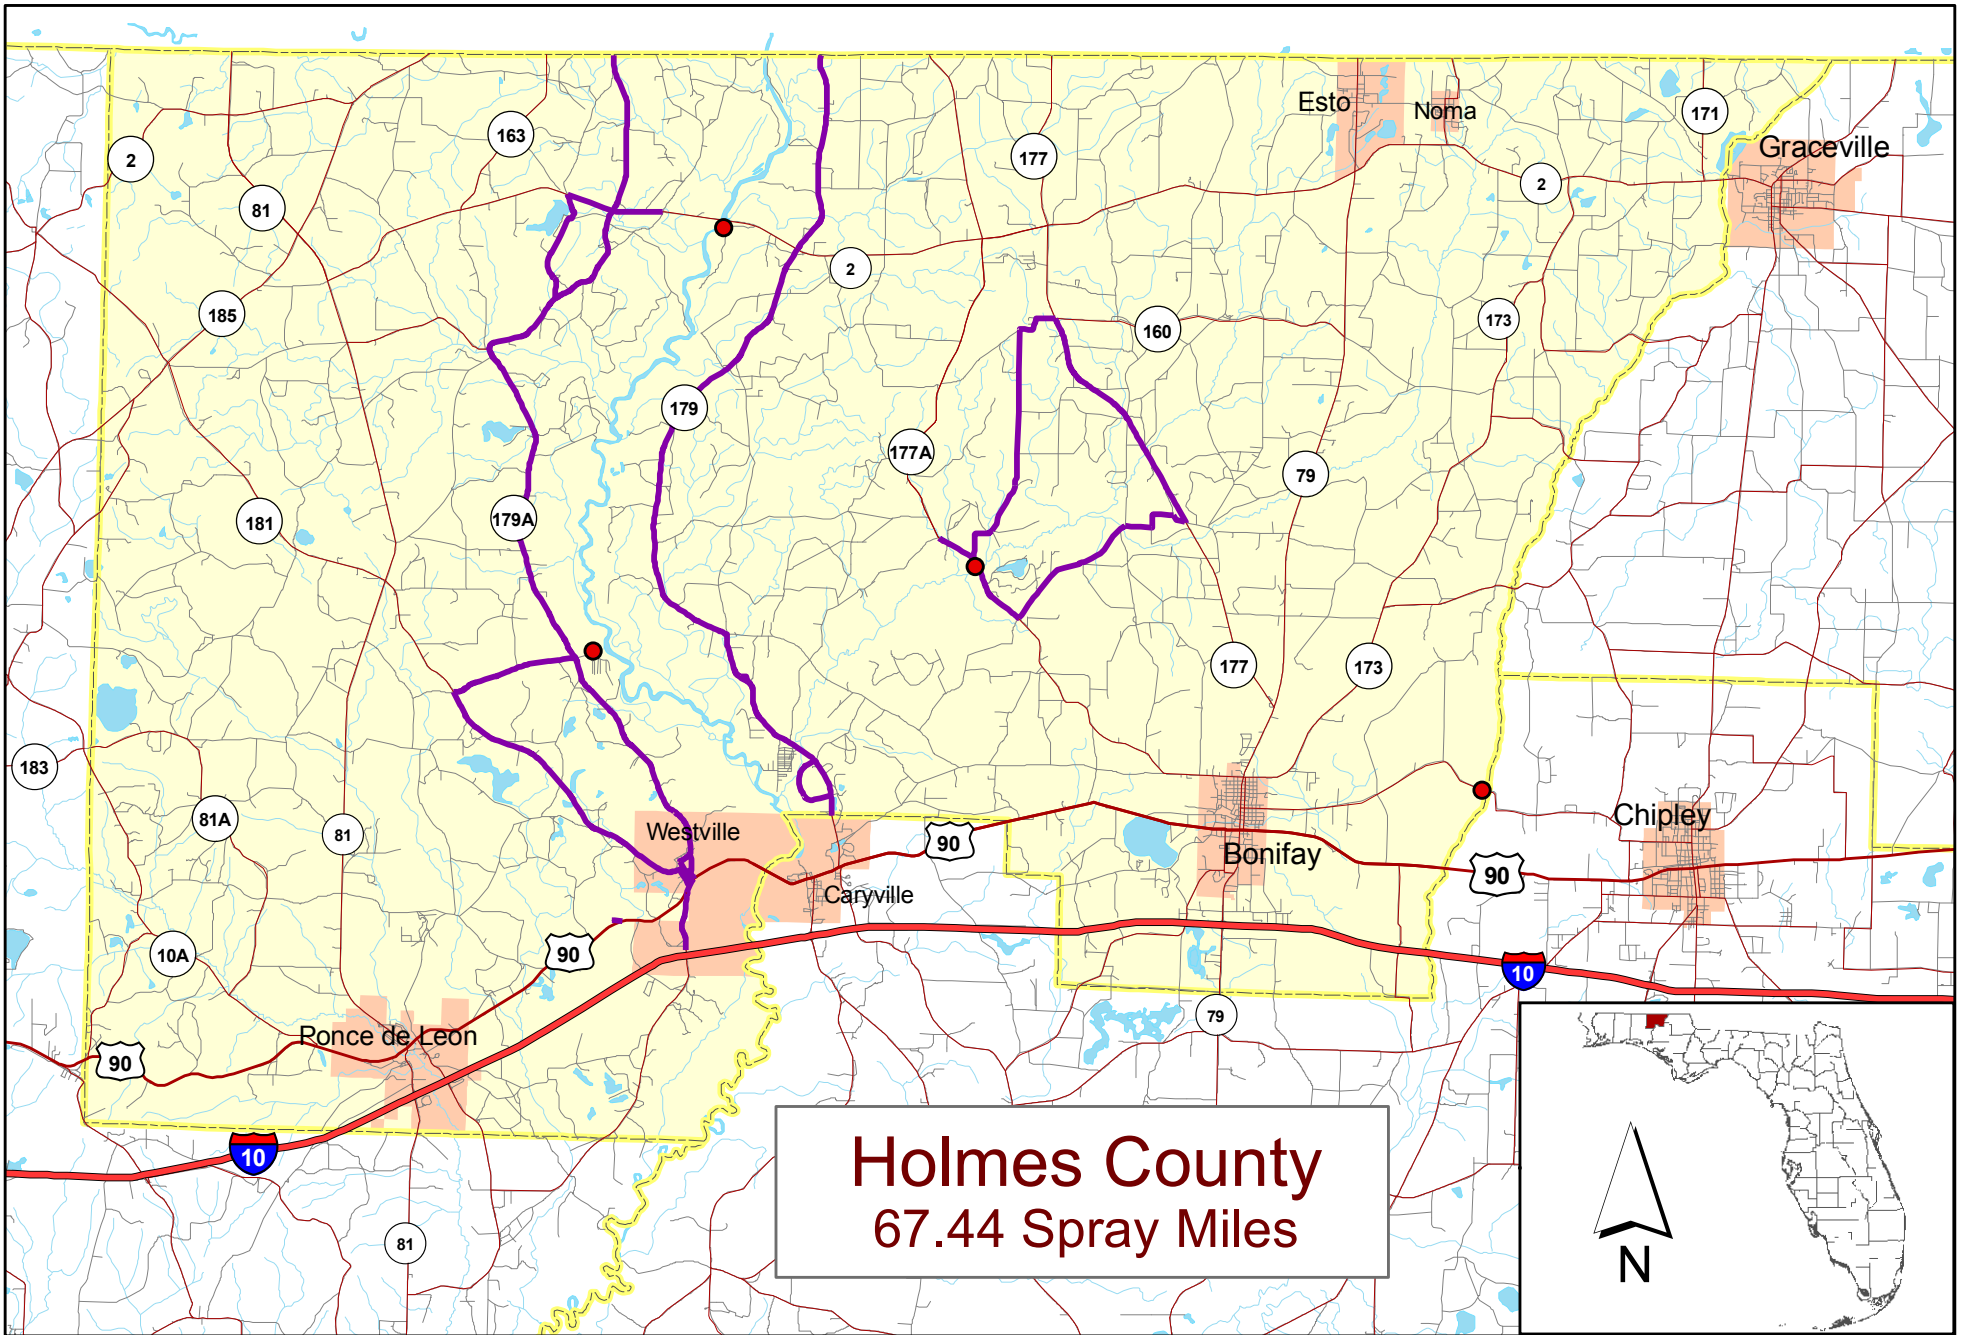 Esto
Noma
171
163
2
177
Graceville
2
81
2
185
160
173
179
177A
79
179A
181
177
173
183
81A
81
Westville
90
Bonifay
Chipley
90
Caryville
10A
90
10
79
Ponce de Leon
90
10
81
Holmes County
67.44 Spray Miles
N